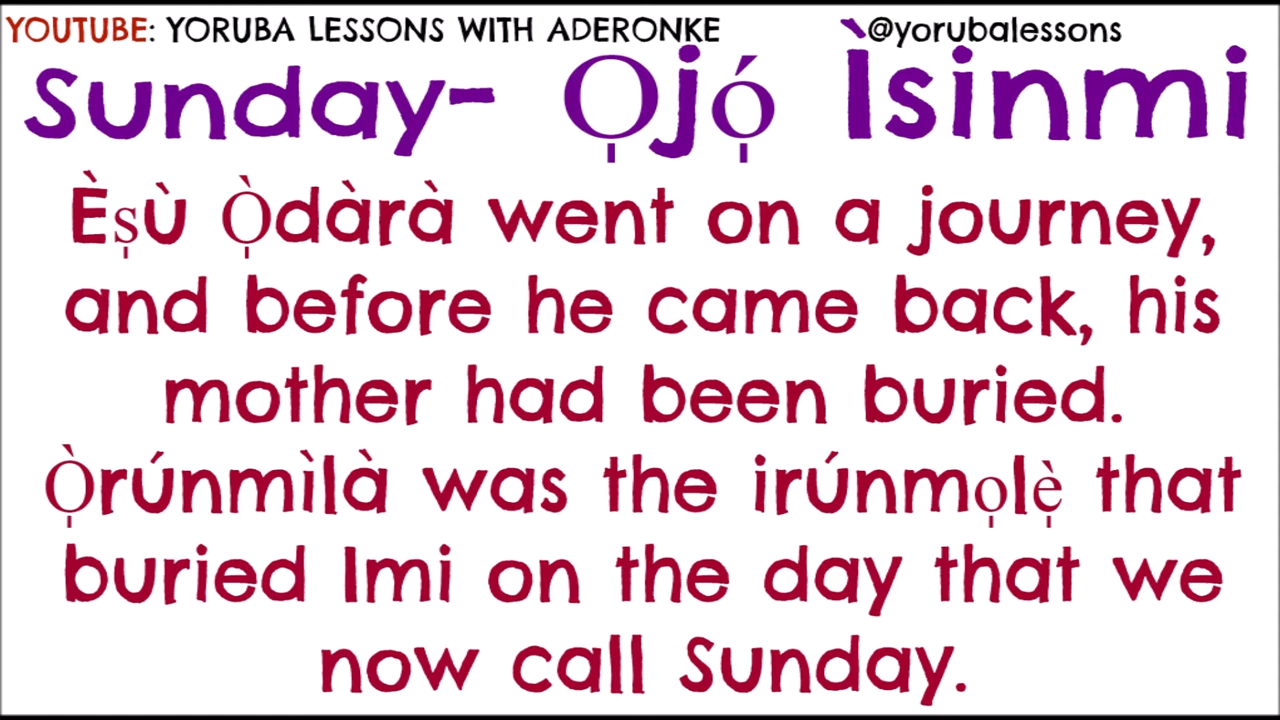 YOUTUBE: YORUBA LESSONS WITH ADERONKE @yorubalessons
Sunday- Ọjọ́ Ìsinmi
Èṣù Ọ̀dàrà went on a journey,
and before he came back, his
mother had been buried.
Ọ̀rúnmìlà was the irúnmọlẹ̀ that
buried Imi on the day that we
now call Sunday.